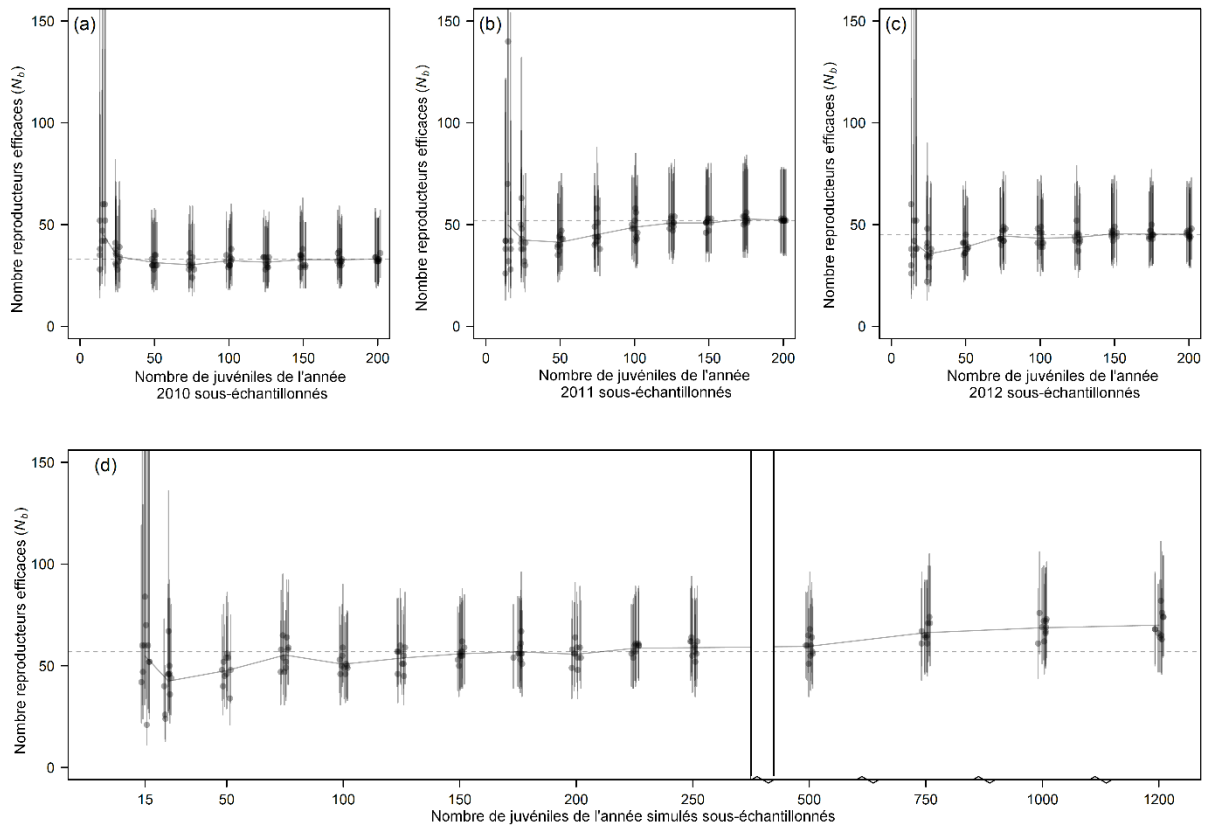 (a)
150
100
50
0
Nombre reproducteurs efficaces (Nb)
0 50 100 150 200
Nombre de juvéniles de l'année
2010 sous-échantillonnés
(b)
150
100
50
0
Nombre reproducteurs efficaces (Nb)
0 50 100 150 200
Nombre de juvéniles de l'année
2011 sous-échantillonnés
(c)
150
100
50
0
Nombre reproducteurs efficaces (Nb)
0 50 100 150 200
Nombre de juvéniles de l'année
2012 sous-échantillonnés
(d)
150
100
50
0
Nombre reproducteurs efficaces (Nb)
15 50 100 150 200 250 500 750 1000 1200
Nombre de juvéniles de l'année simulés sous-échantillonnés